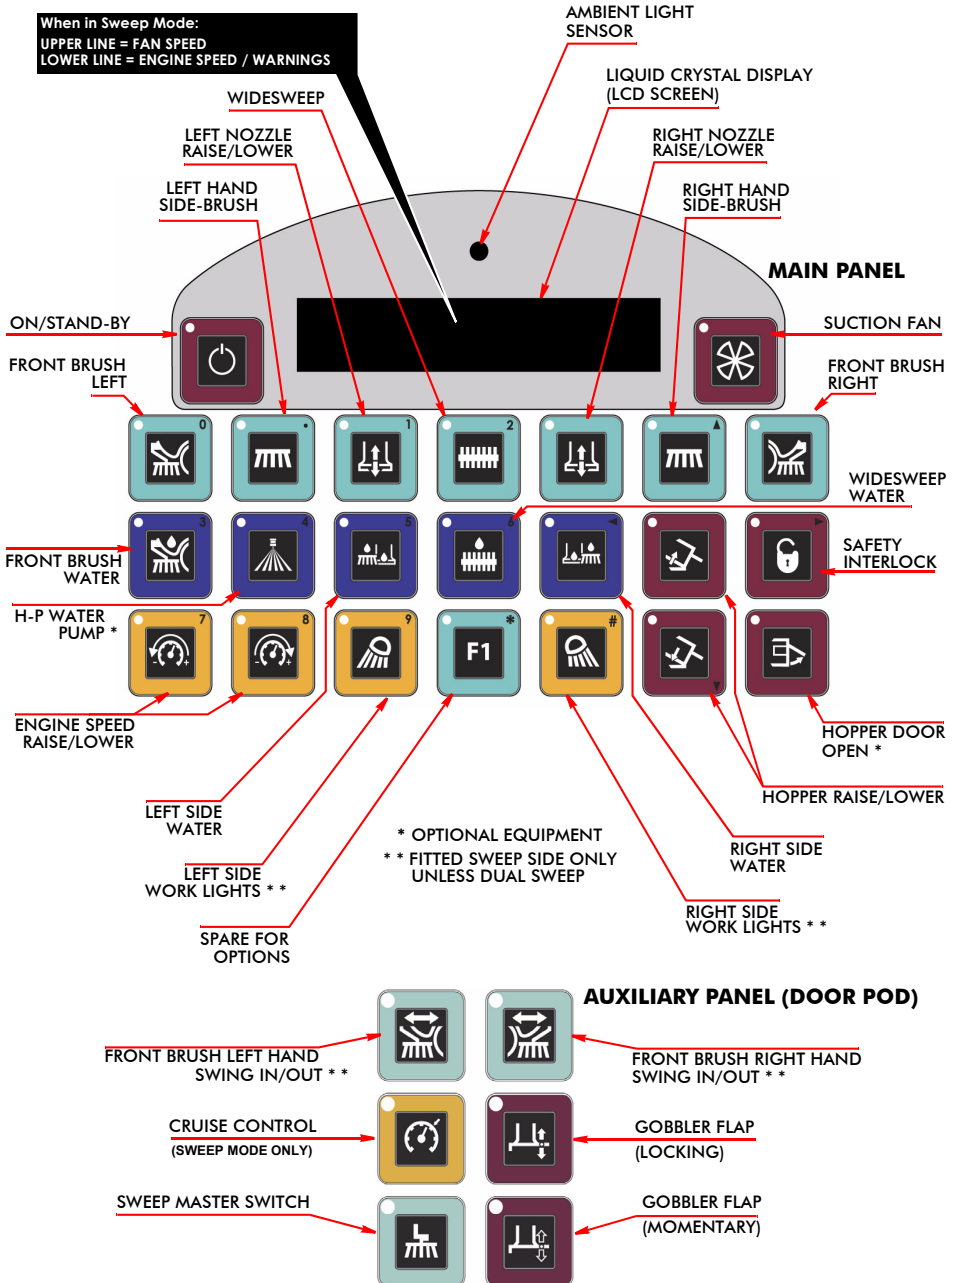 When in Sweep Mode:
UPPER LINE = FAN SPEED
LOWER LINE = ENGINE SPEED / WARNINGS
AMBIENT LIGHT
SENSOR
LIQUID CRYSTAL DISPLAY
(LCD SCREEN)
WIDESWEEP
LEFT NOZZLE
RAISE/LOWER
RIGHT NOZZLE
RAISE/LOWER
LEFT HAND
SIDE-BRUSH
RIGHT HAND
SIDE-BRUSH
MAIN PANEL
ON/STAND-BY
SUCTION FAN
FRONT BRUSH
LEFT
FRONT BRUSH
RIGHT
0 • 1 2 ▲
WIDESWEEP
WATER
3 4 5 6 ◄ ►
FRONT BRUSH
WATER
SAFETY
INTERLOCK
H-P WATER
PUMP *
7 8 9 * #
F1
▼
ENGINE SPEED
RAISE/LOWER
HOPPER DOOR
OPEN *
HOPPER RAISE/LOWER
LEFT SIDE
WATER
* OPTIONAL EQUIPMENT
* * FITTED SWEEP SIDE ONLY
UNLESS DUAL SWEEP
RIGHT SIDE
WATER
LEFT SIDE
WORK LIGHTS * *
RIGHT SIDE
WORK LIGHTS * *
SPARE FOR
OPTIONS
AUXILIARY PANEL (DOOR POD)
FRONT BRUSH LEFT HAND
SWING IN/OUT * *
FRONT BRUSH RIGHT HAND
SWING IN/OUT * *
CRUISE CONTROL
(SWEEP MODE ONLY)
GOBBLER FLAP
(LOCKING)
SWEEP MASTER SWITCH
GOBBLER FLAP
(MOMENTARY)